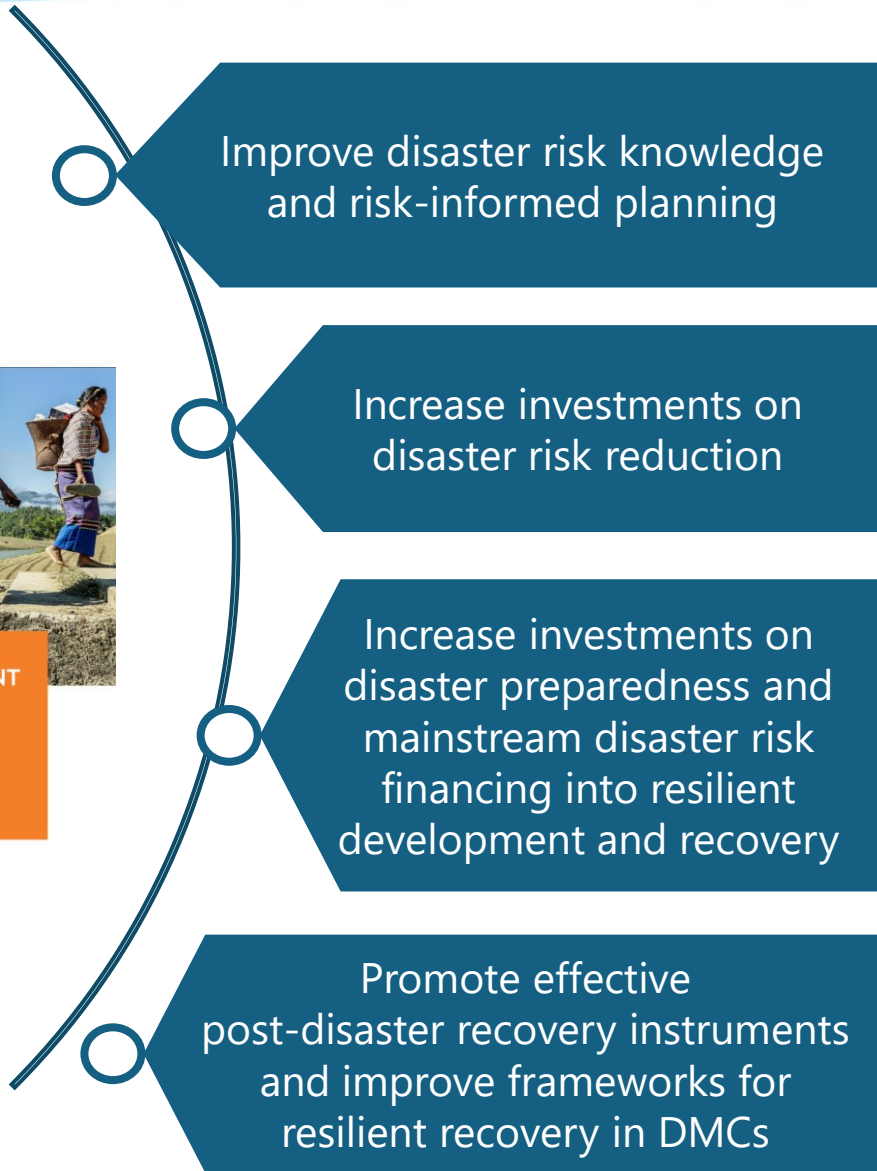 Improve disaster risk knowledge
and risk-informed planning
Increase investments on
disaster risk reduction
NT
Increase investments on
disaster preparedness and
mainstream disaster risk
financing into resilient
development and recovery
Promote effective
post-disaster recovery instruments
and improve frameworks for
resilient recovery in DMCs